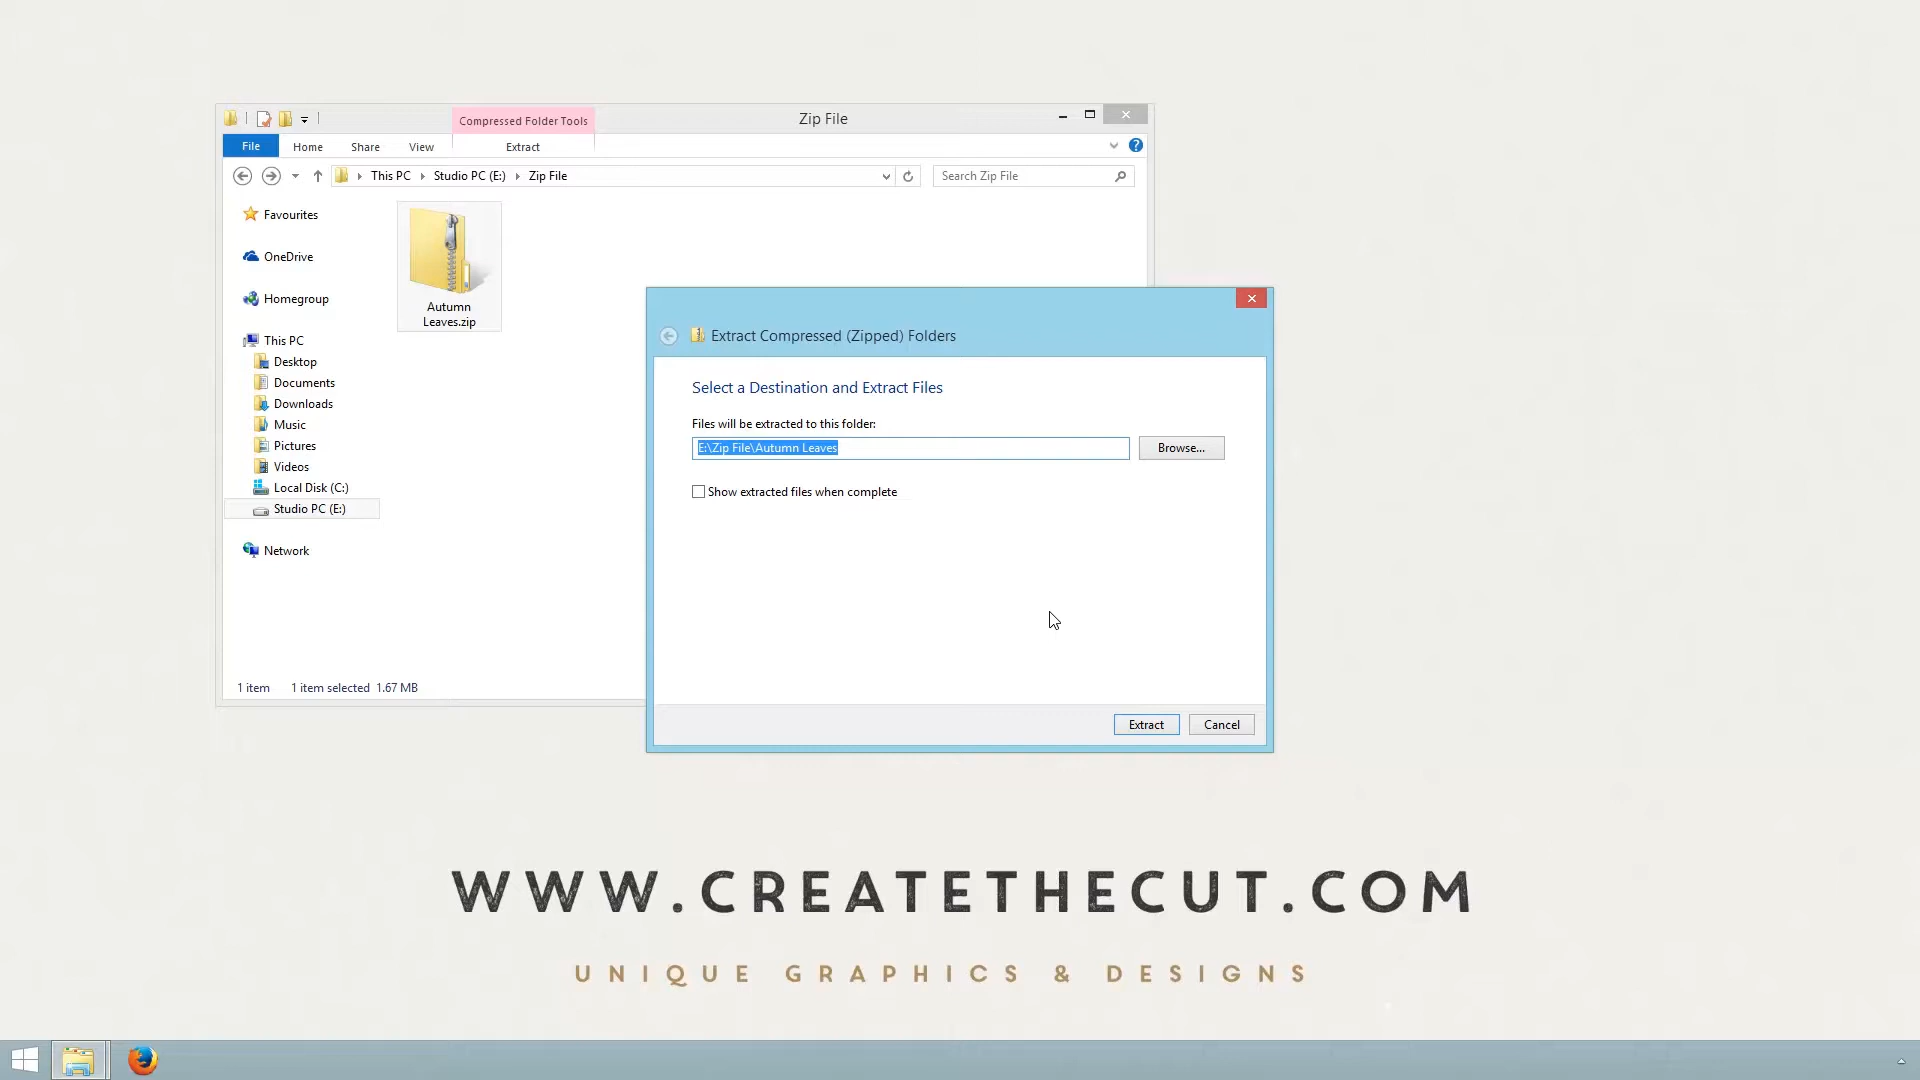 Compressed Folder Tools
Zip File
File
Home
Share
View
Extract
This PC
Studio PC (E:)
Zip File
Search Zip File
Favourites
OneDrive
Homegroup
This PC
Desktop
Documents
Downloads
Music
Pictures
Videos
Local Disk (C:)
Studio PC (E:)
Network
Autumn
Leaves.zip
1 item
1 item selected 1.67 MB
Extract Compressed (Zipped) Folders
Select a Destination and Extract Files
Files will be extracted to this folder:
E:\Zip File\Autumn Leaves
Browse...
Show extracted files when complete
Extract
Cancel
WWW.CREATETHECUT.COM
UNIQUE GRAPHICS & DESIGNS